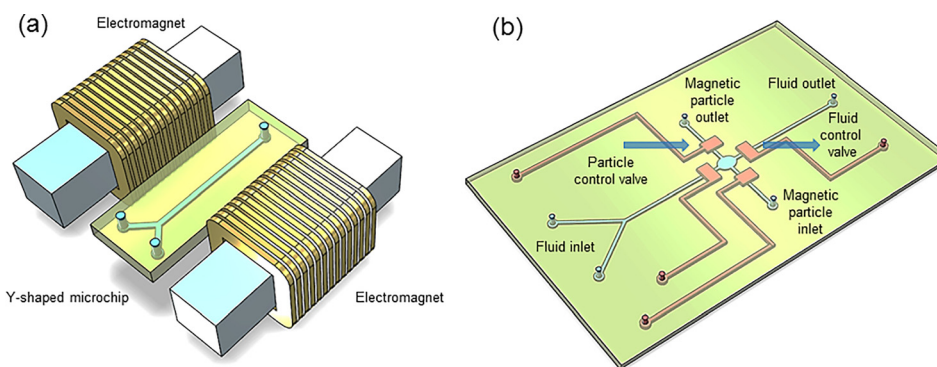 (a)
Electromagnet
Y-shaped microchip
Electromagnet
(b)
Magnetic
particle
outlet
Fluid outlet
Fluid
control
valve
Particle
control valve
Magnetic
particle
inlet
Fluid inlet